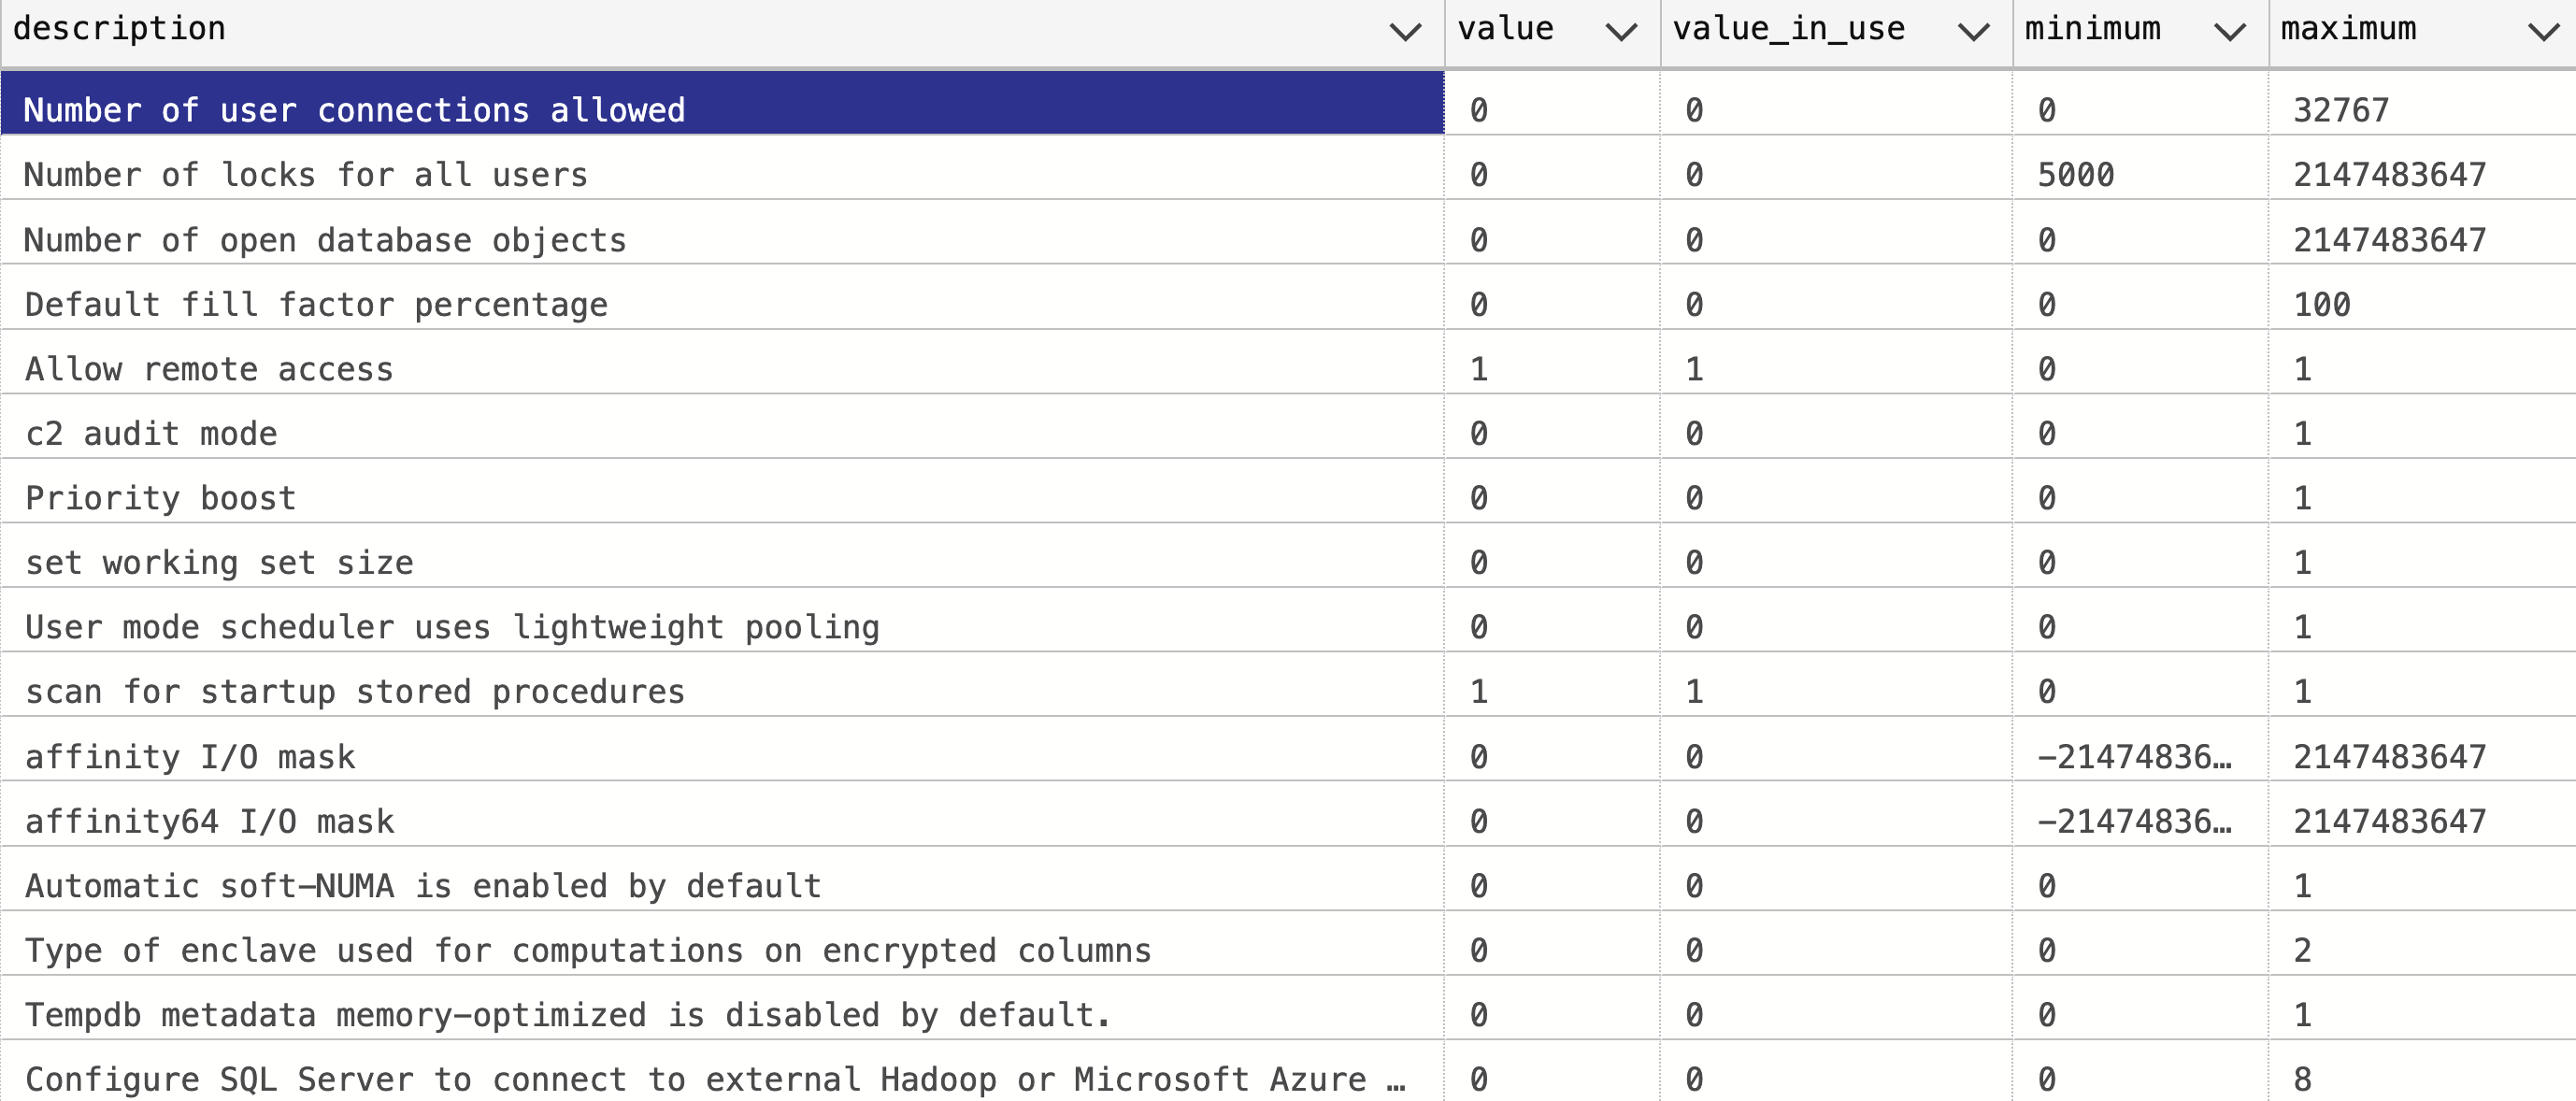 description value value_in_use minimum maximum
Number of user connections allowed 0 0 0 32767
Number of locks for all users 0 0 5000 2147483647
Number of open database objects 0 0 0 2147483647
Default fill factor percentage 0 0 0 100
Allow remote access 1 1 0 1
c2 audit mode 0 0 0 1
Priority boost 0 0 0 1
set working set size 0 0 0 1
User mode scheduler uses lightweight pooling 0 0 0 1
scan for startup stored procedures 1 1 0 1
affinity I/O mask 0 0 -21474836… 2147483647
affinity64 I/O mask 0 0 -21474836… 2147483647
Automatic soft-NUMA is enabled by default 0 0 0 1
Type of enclave used for computations on encrypted columns 0 0 0 2
Tempdb metadata memory-optimized is disabled by default. 0 0 0 1
Configure SQL Server to connect to external Hadoop or Microsoft Azure … 0 0 0 8